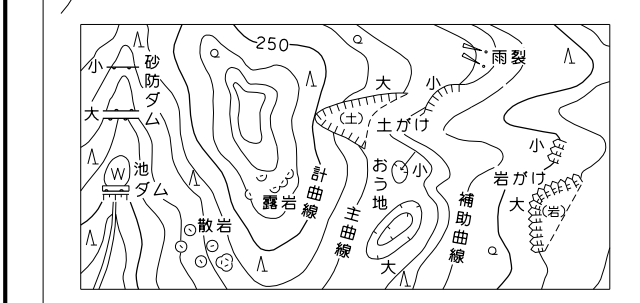 250
小
砂防ダム
大
W
池
ダム
散岩
露岩
計曲線
主曲線
大
(土)
土がけ
小
雨裂
おう地
小
大
補助曲線
小
岩がけ
大
(岩)